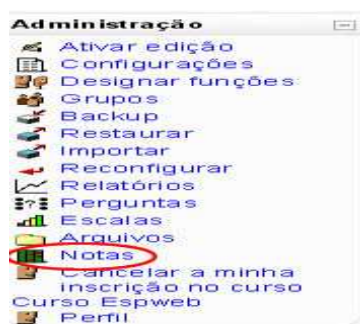 Administração
Ativar edição
Configurações
Designar funções
Grupos
Backup
Restaurar
Importar
Reconfigurar
Relatórios
Perguntas
Escalas
Arquivos
Notas
Cancelar a minha
inscrição no curso
Curso Espweb
Perfil